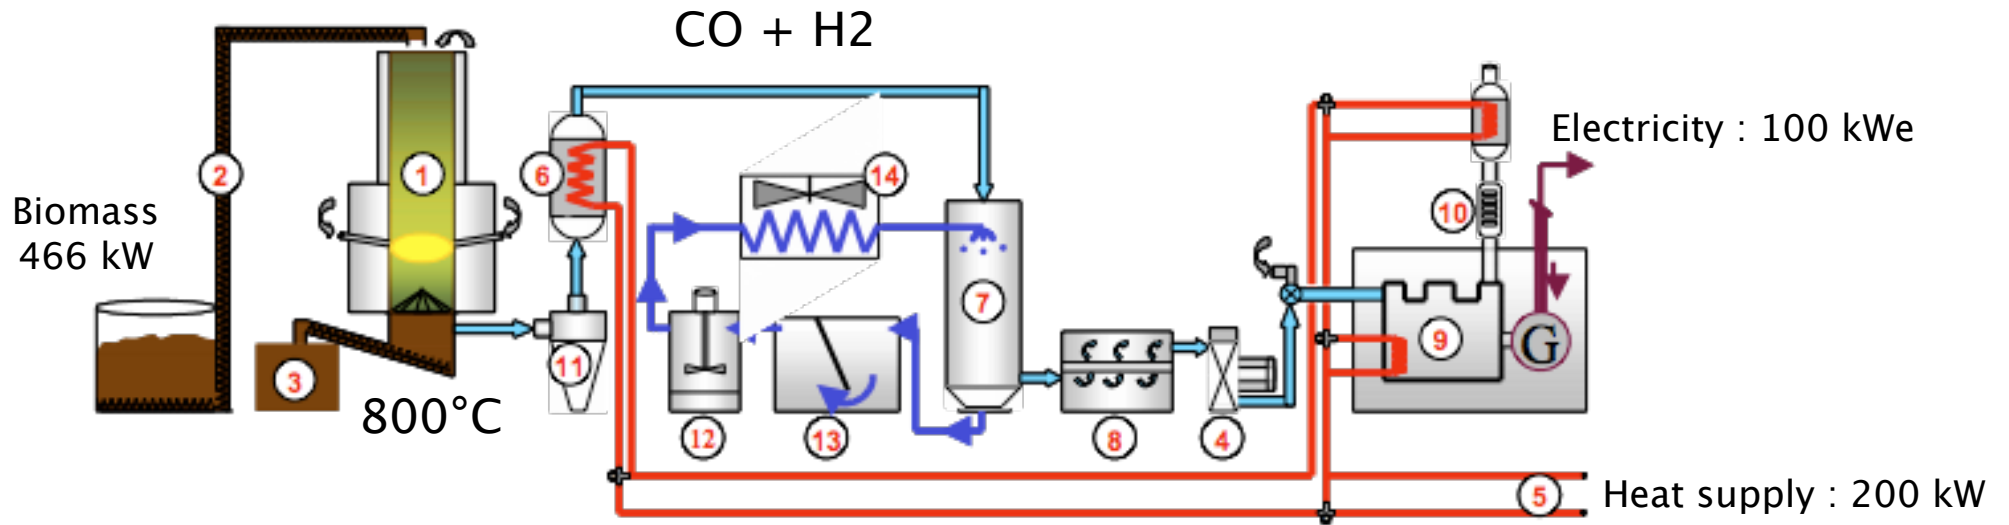 CO + H2
Electricity : 100 kWe
2
1
6
14
10
Biomass
466 kW
7
9
G
11
3
800°C
12
13
8
4
5
Heat supply : 200 kW